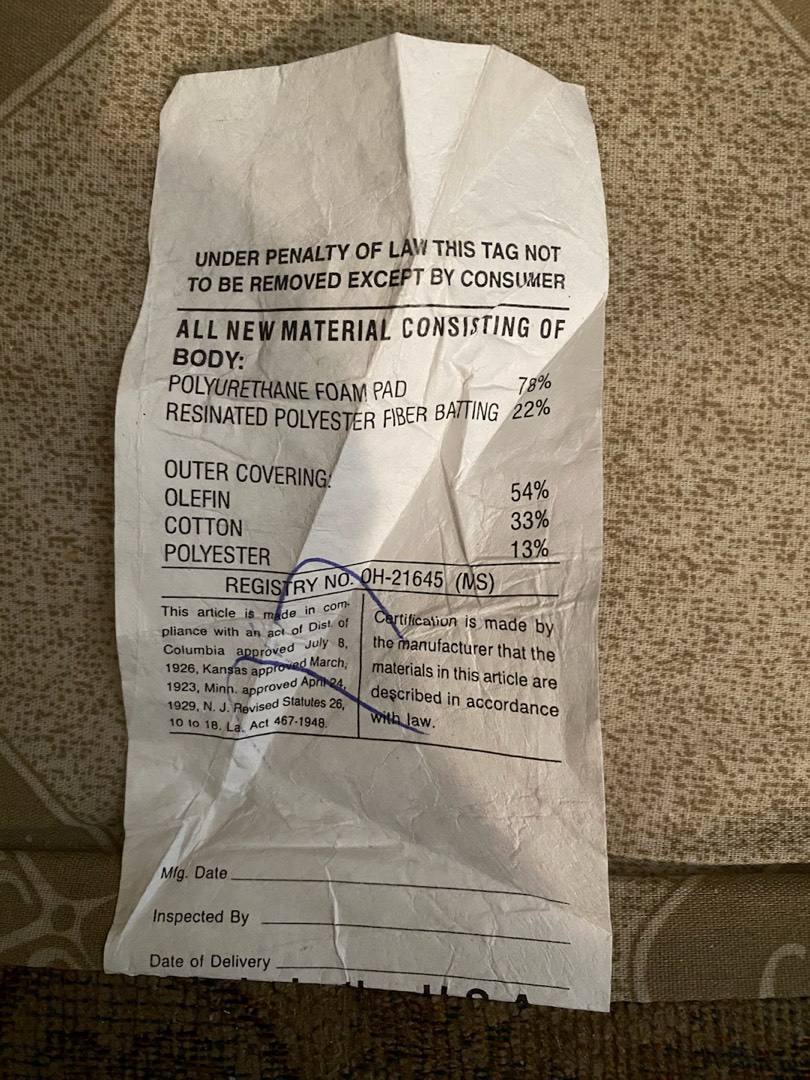 UNDER PENALTY OF LAW THIS TAG NOT
TO BE REMOVED EXCEPT BY CONSUMER
ALL NEW MATERIAL CONSISTING OF
BODY:
POLYURETHANE FOAM PAD 78%
RESINATED POLYESTER FIBER BATTING 22%
OUTER COVERING:
OLEFIN 54%
COTTON 33%
POLYESTER 13%
REGISTRY NO. OH-21645 (MS)
This article is made in com-
pliance with an act of Dist. of
Columbia approved July 8,
1926, Kansas approved March,
1923, Minn. approved April 24,
1929, N. J. Revised Statutes 26,
10 to 18. La. Act 467-1948.
Certification is made by
the manufacturer that the
materials in this article are
described in accordance
with law.
Mfg. Date
Inspected By
Date of Delivery